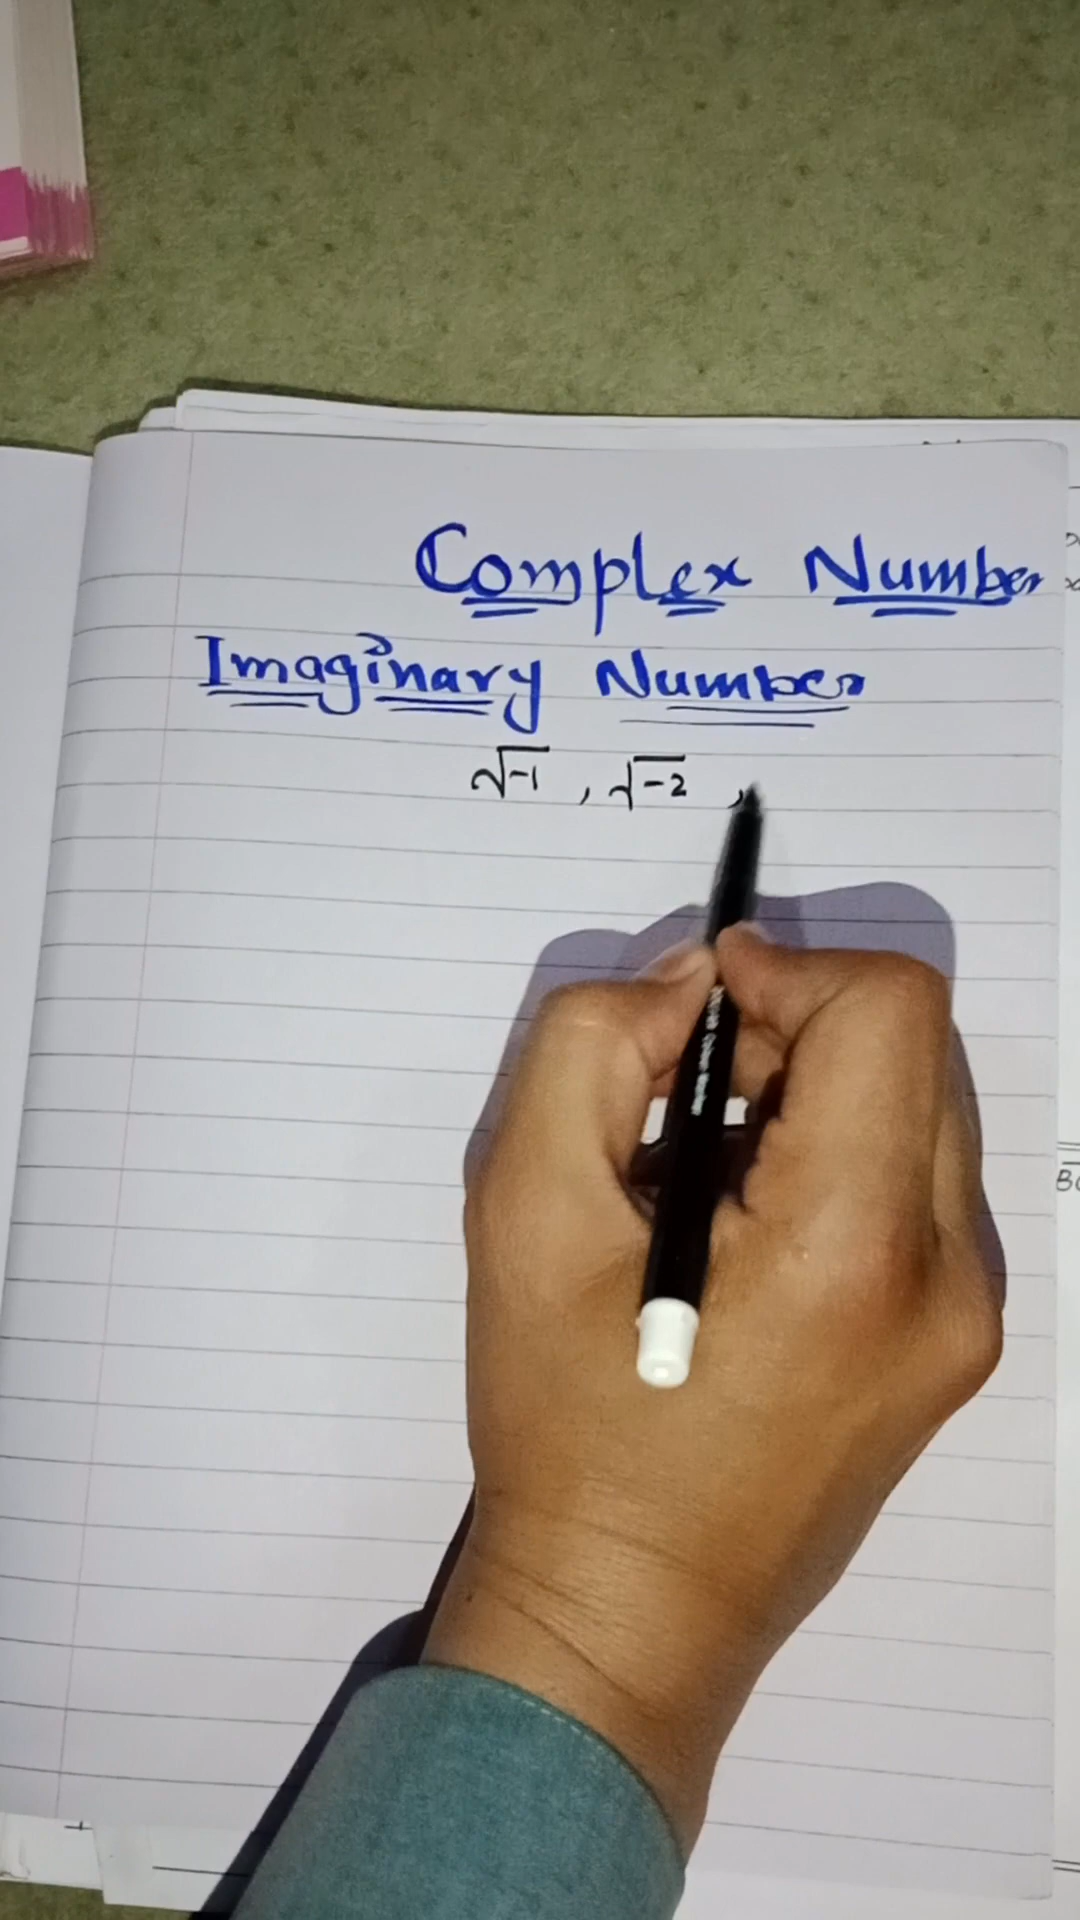 Complex Number
Imaginary Number
√-1 , √-2 ,